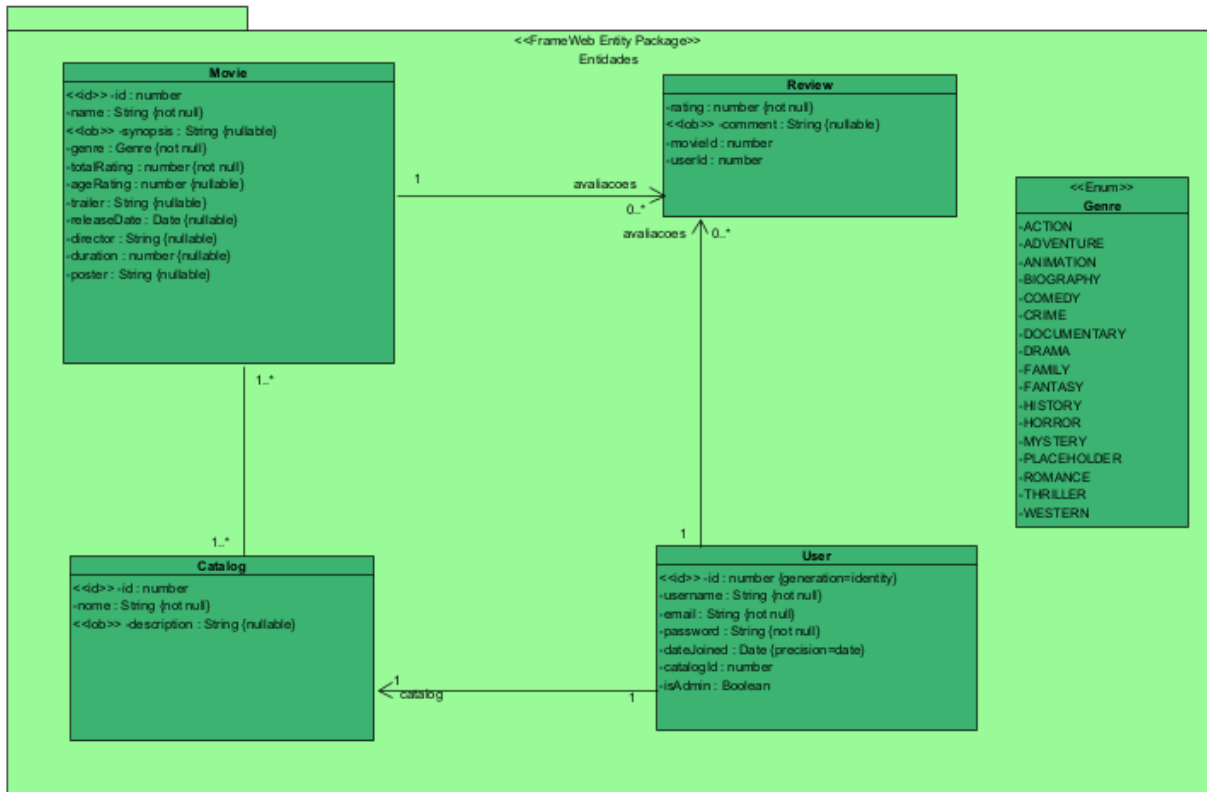 <<FrameWeb Entity Package>>
Entidades
Movie
<<id>> -id : number
-name : String {not null}
<<lob>> -synopsis : String {nullable}
-genre : Genre {not null}
-totalRating : number {not null}
-ageRating : number {nullable}
-trailer : String {nullable}
-releaseDate : Date {nullable}
-director : String {nullable}
-duration : number {nullable}
-poster : String {nullable}
Review
-rating : number {not null}
<<lob>> -comment : String {nullable}
-movieId : number
-userId : number
1
avaliacoes
0..*
avaliacoes
0..*
<<Enum>>
Genre
-ACTION
-ADVENTURE
-ANIMATION
-BIOGRAPHY
-COMEDY
-CRIME
-DOCUMENTARY
-DRAMA
-FAMILY
-FANTASY
-HISTORY
-HORROR
-MYSTERY
-PLACEHOLDER
-ROMANCE
-THRILLER
-WESTERN
1..*
1..*
1
Catalog
<<id>> -id : number
-nome : String {not null}
<<lob>> -description : String {nullable}
User
<<id>> -id : number {generation=identity}
-username : String {not null}
-email : String {not null}
-password : String {not null}
-dateJoined : Date {precision=date}
-catalogId : number
-isAdmin : Boolean
1
catalog
1